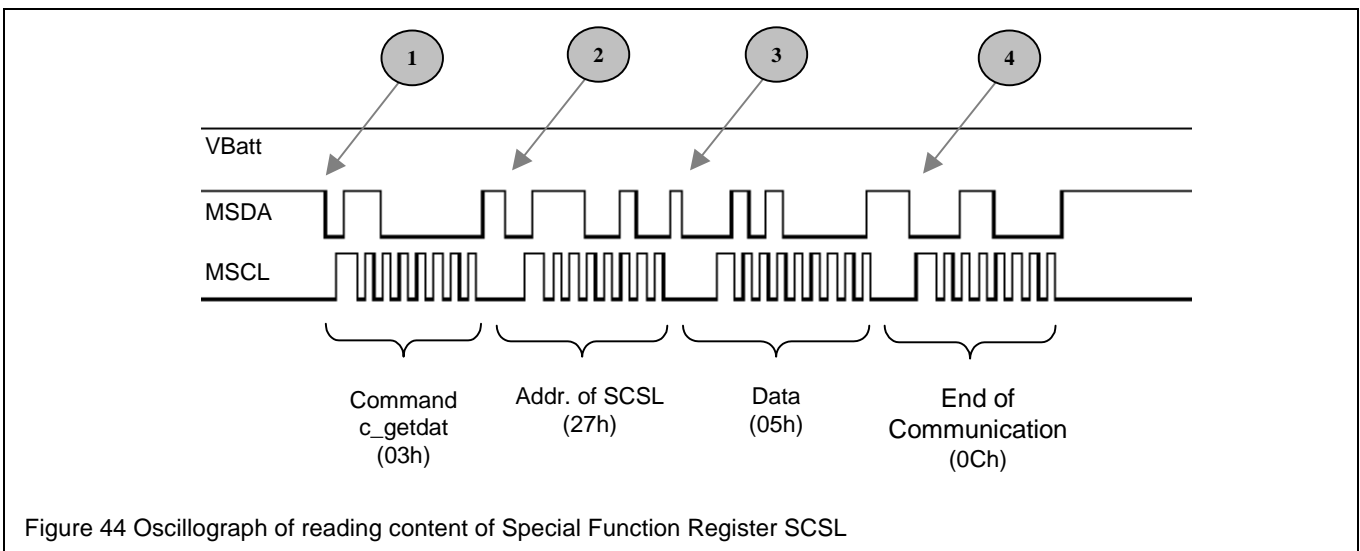 1
2
3
4
VBatt
MSDA
MSCL
Command
c_getdat
(03h)
Addr. of SCSL
(27h)
Data
(05h)
End of
Communication
(0Ch)
Figure 44 Oscillograph of reading content of Special Function Register SCSL